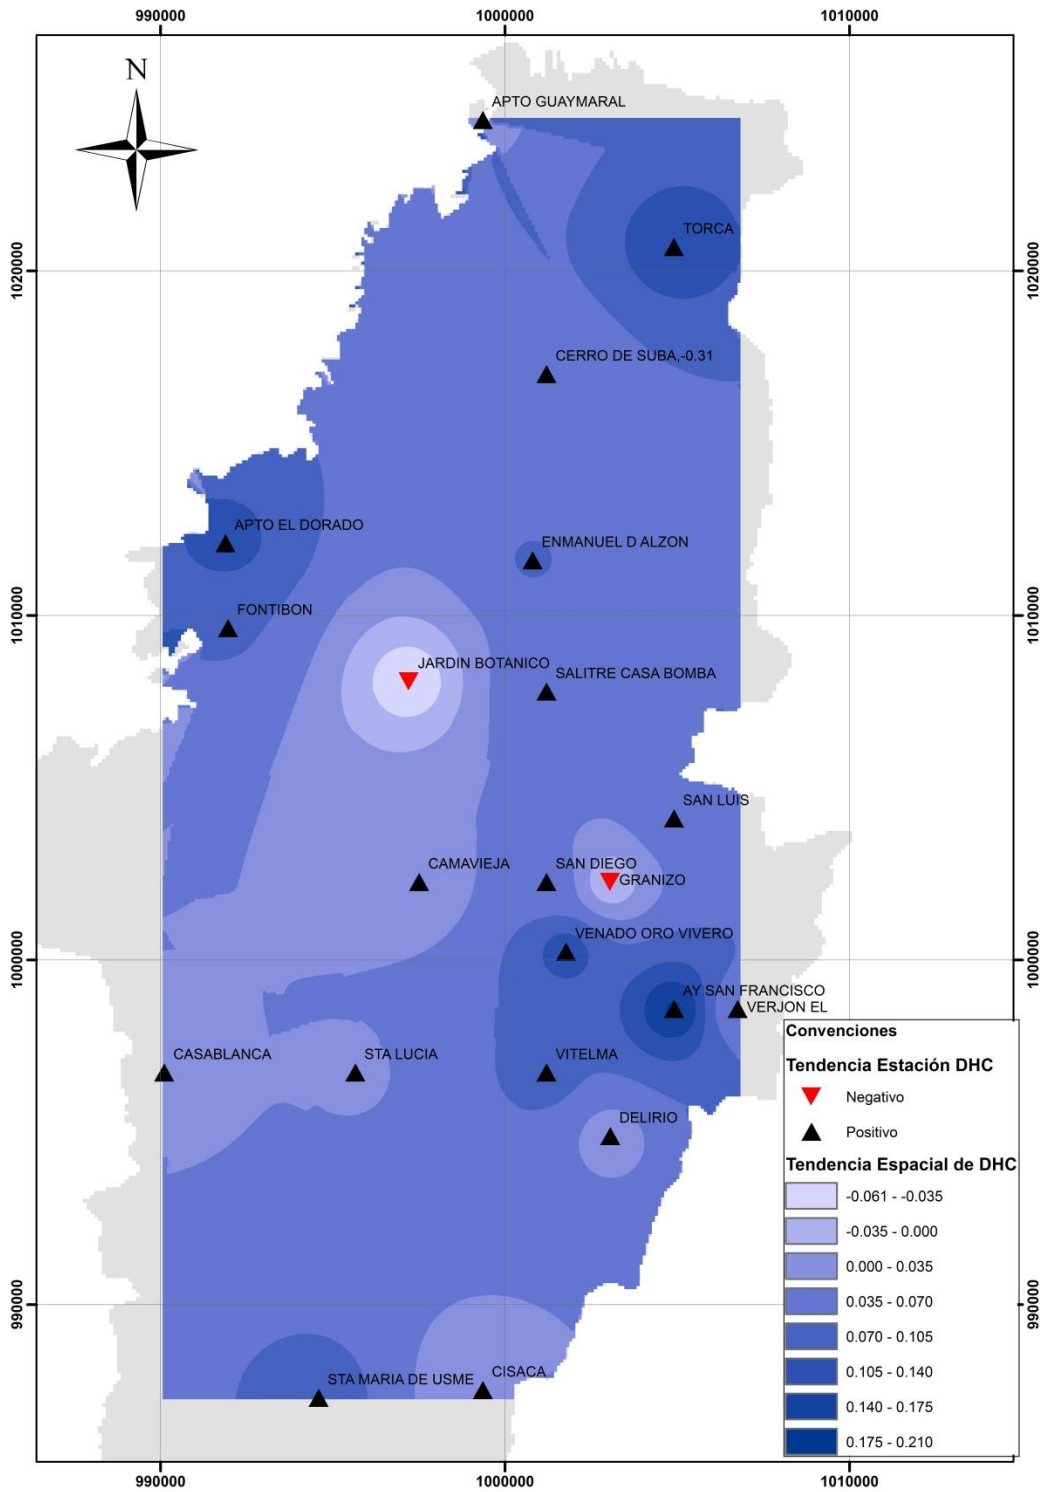 990000
1000000
1010000
N
APTO GUAYMARAL
TORCA
1020000
1020000
CERRO DE SUBA,-0.31
APTO EL DORADO
ENMANUEL D ALZON
FONTIBON
1010000
1010000
JARDIN BOTANICO
SALITRE CASA BOMBA
SAN LUIS
CAMAVIEJA
SAN DIEGO
GRANIZO
VENADO ORO VIVERO
1000000
1000000
AY SAN FRANCISCO
VERJON EL
CASABLANCA
STA LUCIA
VITELMA
DELIRIO
990000
990000
STA MARIA DE USME
CISACA
Convenciones
Tendencia Estación DHC
Negativo
Positivo
Tendencia Espacial de DHC
-0.061 - -0.035
-0.035 - 0.000
0.000 - 0.035
0.035 - 0.070
0.070 - 0.105
0.105 - 0.140
0.140 - 0.175
0.175 - 0.210
990000
1000000
1010000